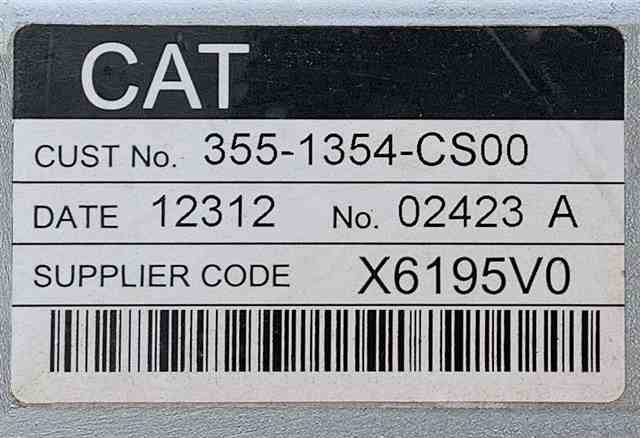 CAT
CUST No. 355-1354-CS00
DATE 12312 No. 02423 A
SUPPLIER CODE X6195V0